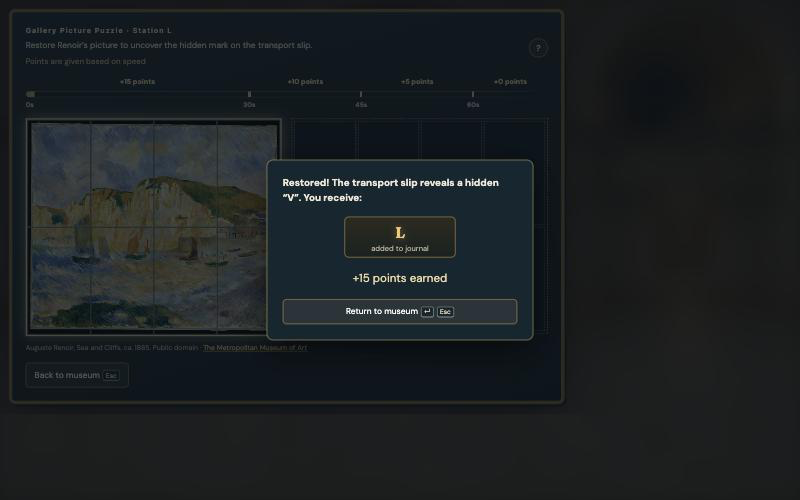 Gallery Picture Puzzle · Station L
Restore Renoir's picture to uncover the hidden mark on the transport slip.
Points are given based on speed
?
+15 points
+10 points
+5 points
+0 points
0s
30s
45s
60s
Restored! The transport slip reveals a hidden
“V”. You receive:
L
added to journal
+15 points earned
Return to museum ↵ Esc
Auguste Renoir, Sea and Cliffs, ca. 1885. Public domain · The Metropolitan Museum of Art
Back to museum Esc